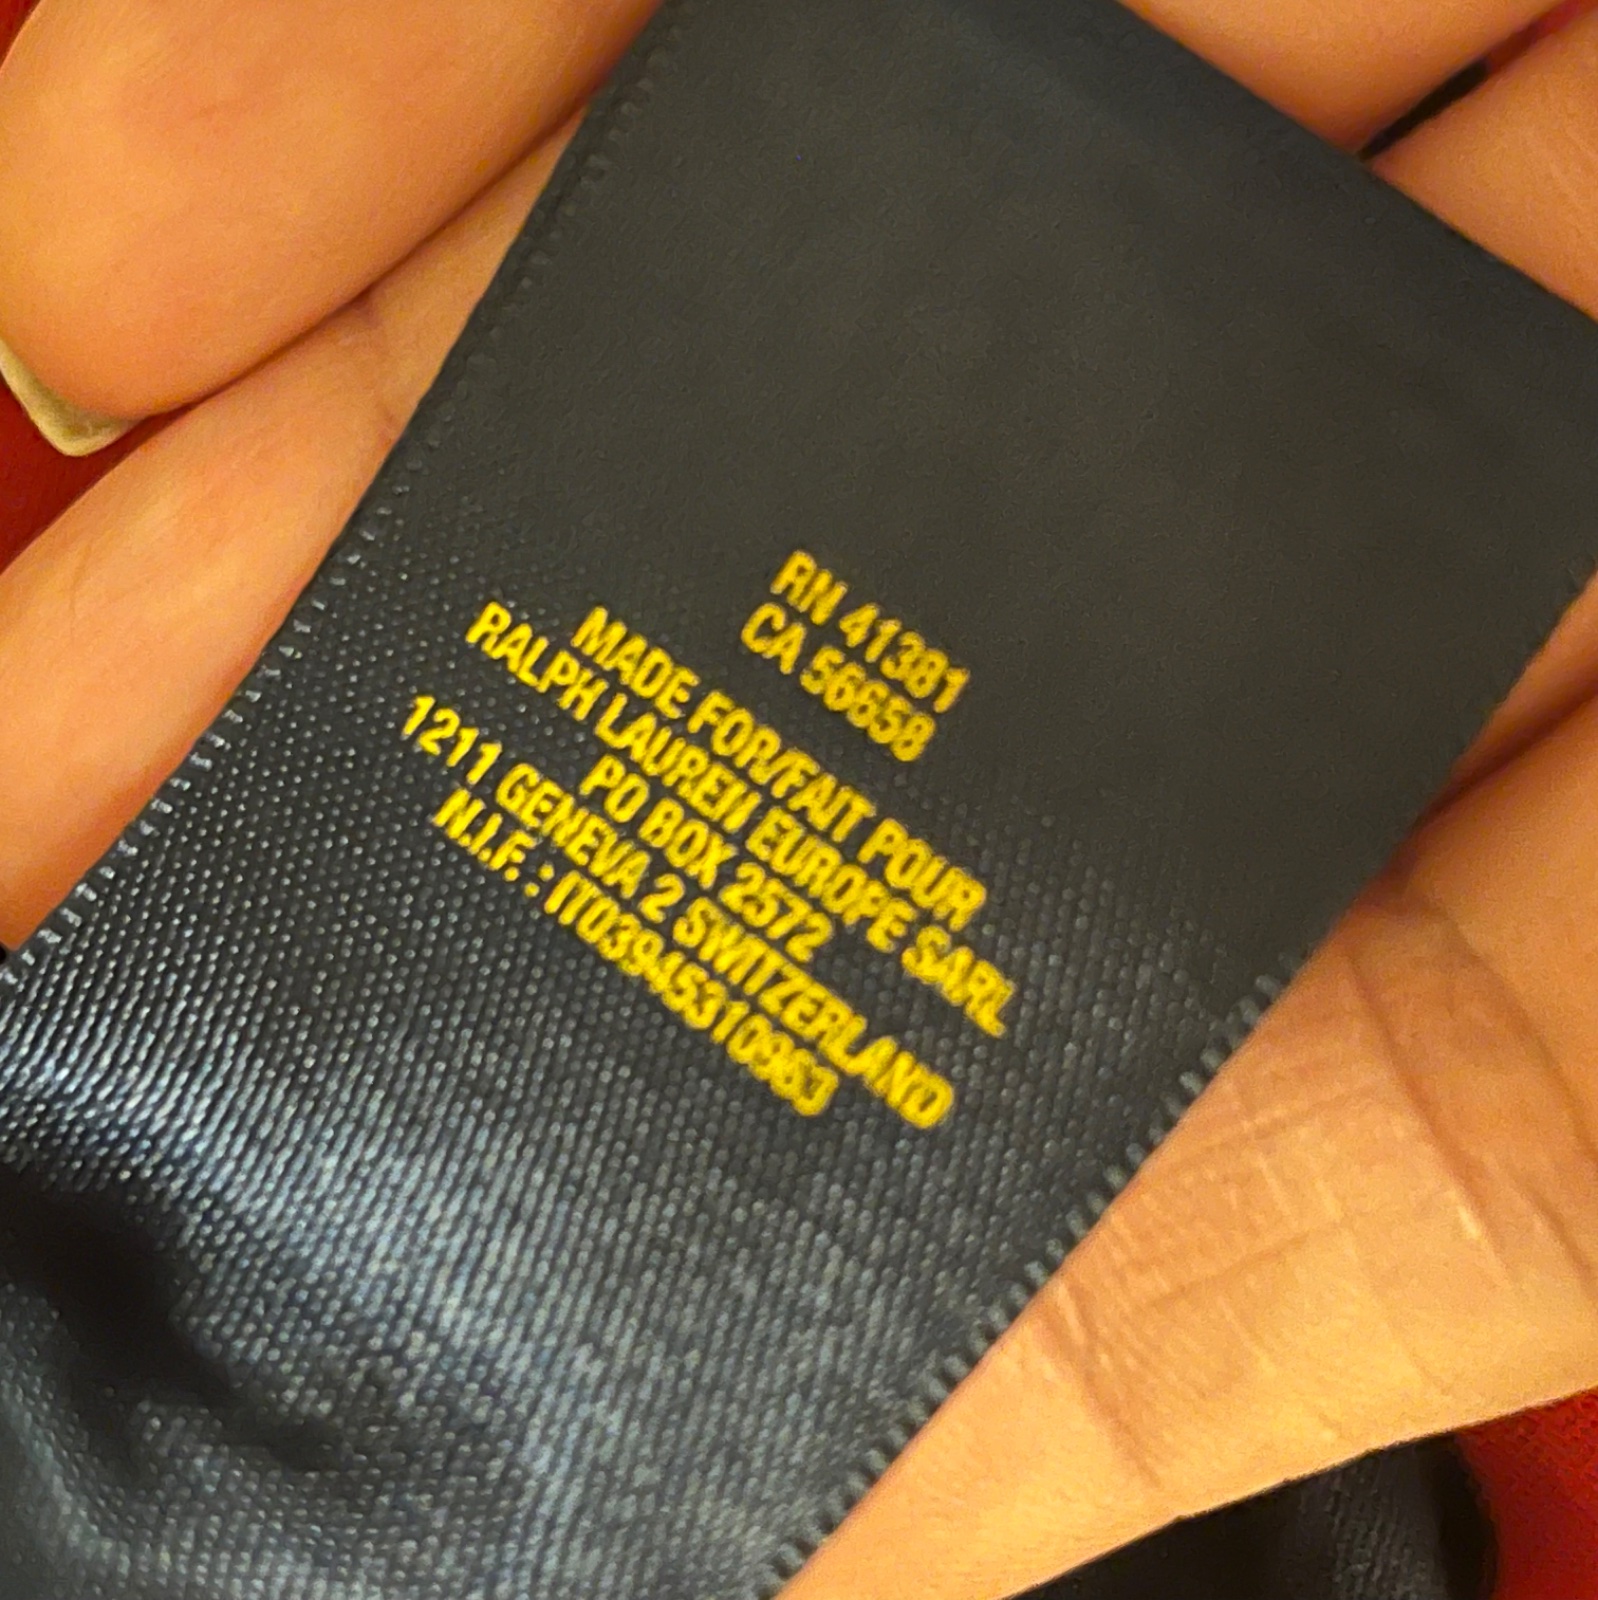 RN 41381
CA 56658
MADE FOR/FAIT POUR
RALPH LAUREN EUROPE SARL
PO BOX 2572
1211 GENEVA 2 SWITZERLAND
N.I.F. : IT03945310963